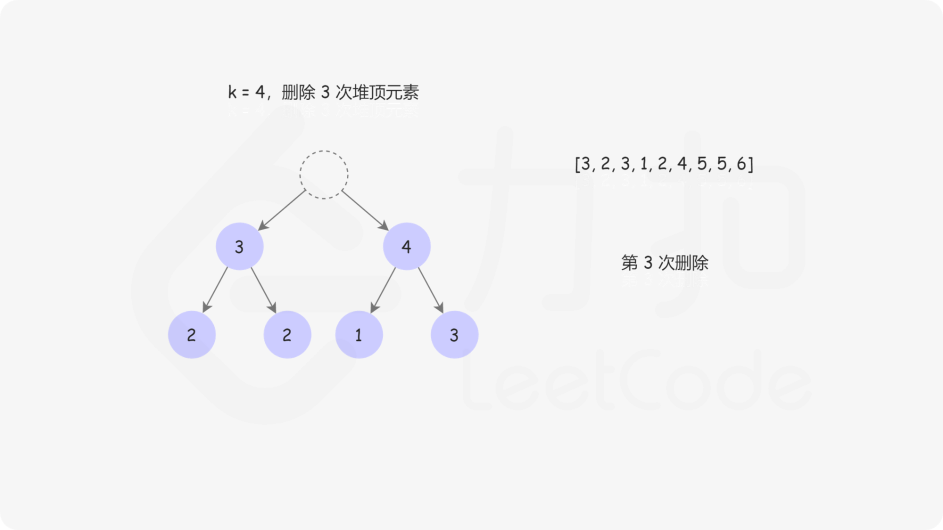 k = 4，删除 3 次堆顶元素
[3, 2, 3, 1, 2, 4, 5, 5, 6]
3
4
第 3 次删除
2
2
1
3
力扣
LeetCode